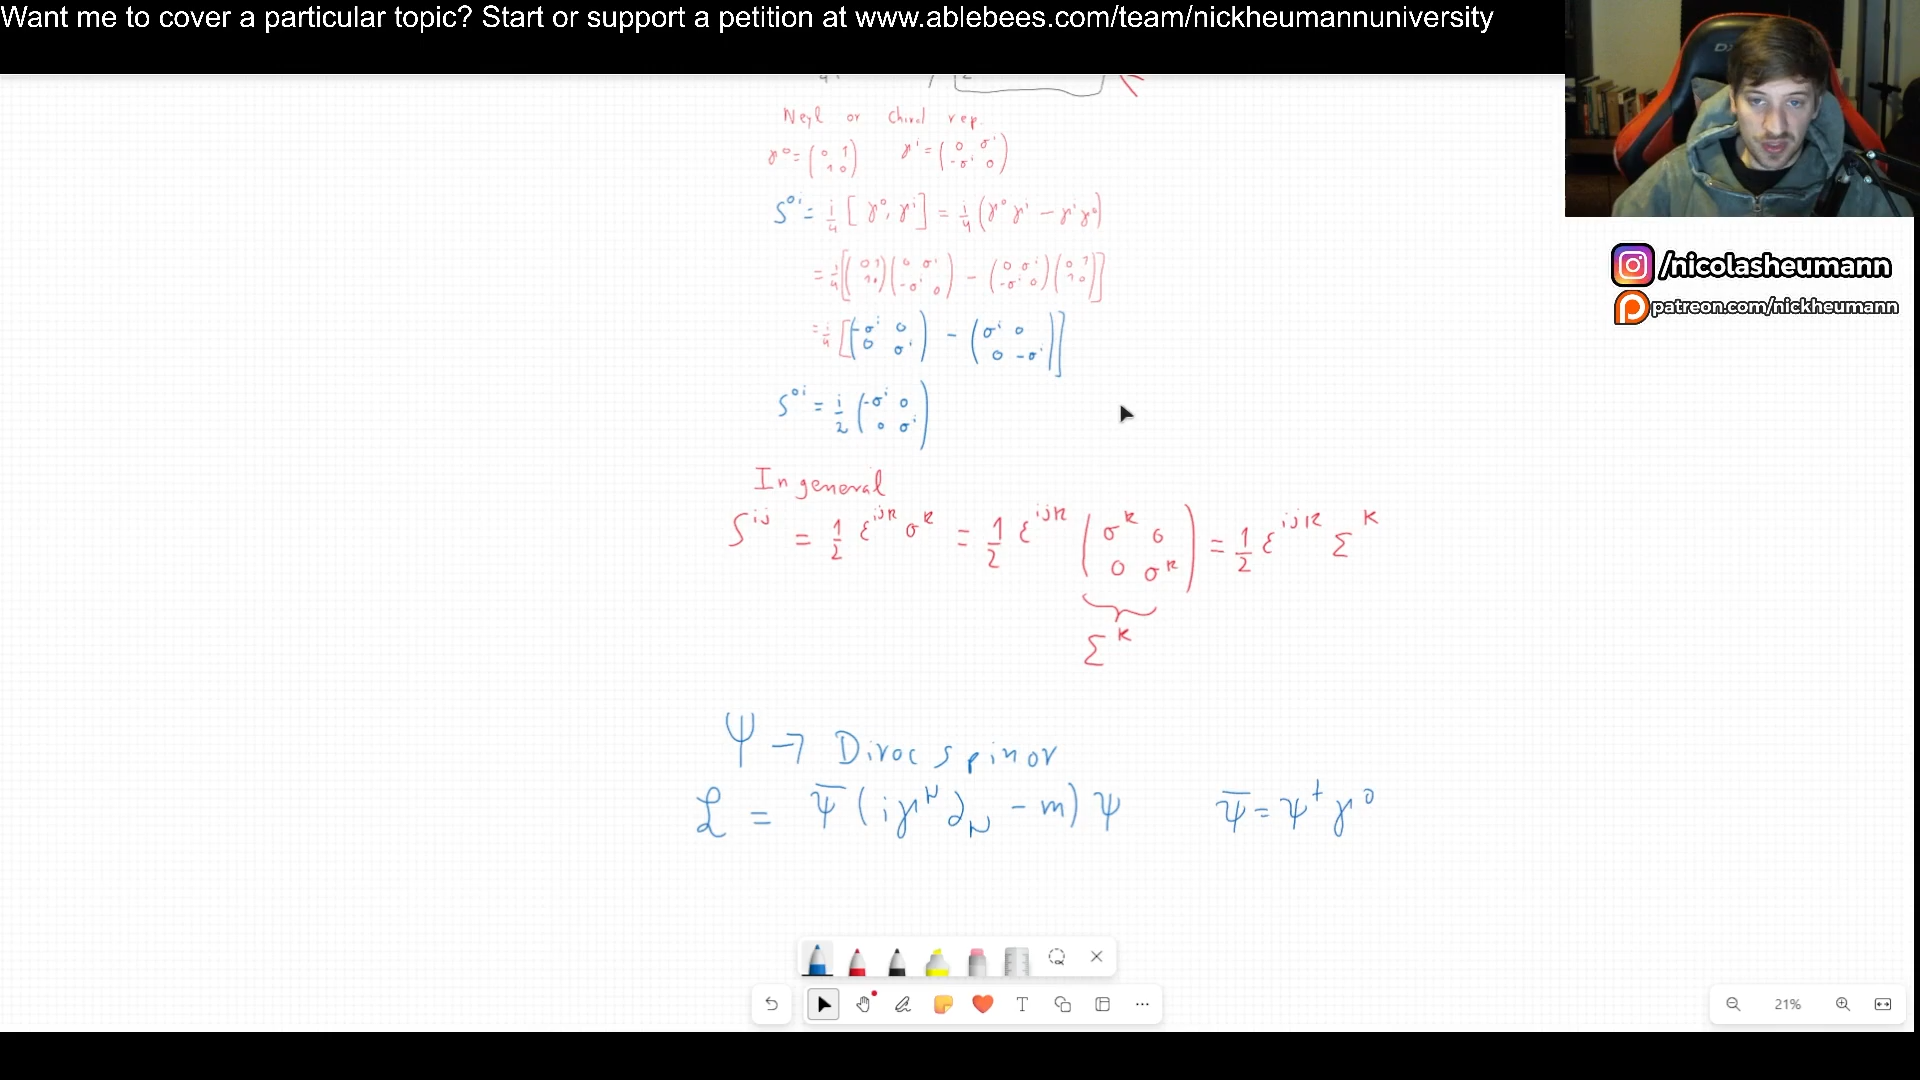 Want me to cover a particular topic? Start or support a petition at www.ablebees.com/team/nickheumannuniversity
/nicolasheumann
patreon.com/nickheumann
Weyl or Chiral rep.
γ⁰ = (0 1; 1 0) γⁱ = (0 σⁱ; -σⁱ 0)
S⁰ⁱ = i/4 [γ⁰, γⁱ] = i/4 (γ⁰γⁱ - γⁱγ⁰)
= i/4 [(0 1; 1 0)(0 σⁱ; -σⁱ 0) - (0 σⁱ; -σⁱ 0)(0 1; 1 0)]
= i/4 [(-σⁱ 0; 0 σⁱ) - (σⁱ 0; 0 -σⁱ)]
S⁰ⁱ = i/2 (-σⁱ 0; 0 σⁱ)
In general
Sⁱʲ = 1/2 εⁱʲᵏ σᵏ = 1/2 εⁱʲᵏ (σᵏ 0; 0 σᵏ) = 1/2 εⁱʲᵏ Σᵏ
Σᵏ
Ψ → Dirac spinor
ℒ = ψ̄ (iγᵘ ∂ᵤ - m) ψ ψ̄ = ψ† γ⁰
21%